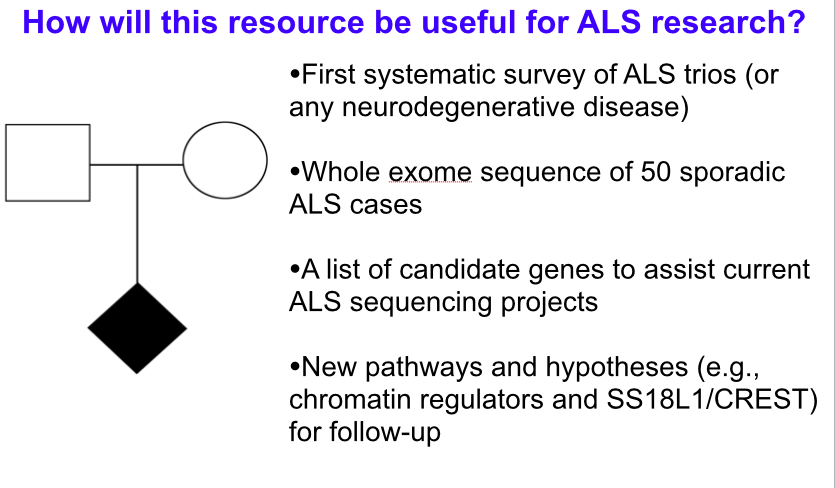 How will this resource be useful for ALS research?
•First systematic survey of ALS trios (or
any neurodegenerative disease)
•Whole exome sequence of 50 sporadic
ALS cases
•A list of candidate genes to assist current
ALS sequencing projects
•New pathways and hypotheses (e.g.,
chromatin regulators and SS18L1/CREST)
for follow-up